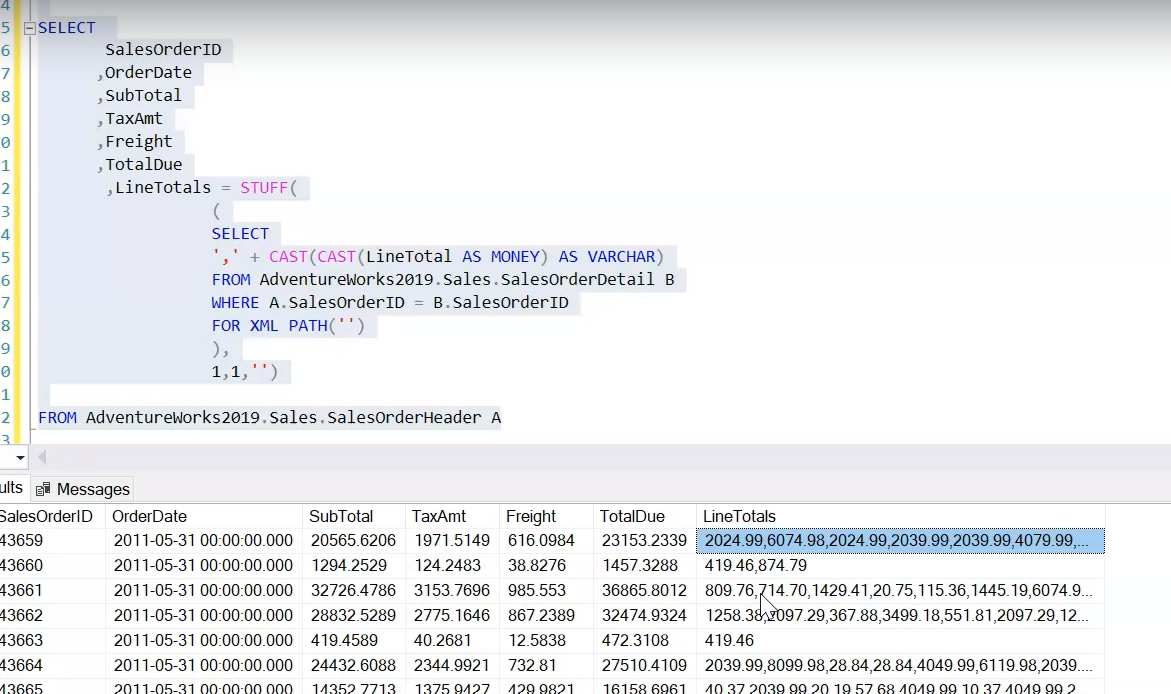 4
5 SELECT
6 SalesOrderID
7 ,OrderDate
8 ,SubTotal
9 ,TaxAmt
0 ,Freight
1 ,TotalDue
2 ,LineTotals = STUFF(
3 (
4 SELECT
5 ',' + CAST(CAST(LineTotal AS MONEY) AS VARCHAR)
6 FROM AdventureWorks2019.Sales.SalesOrderDetail B
7 WHERE A.SalesOrderID = B.SalesOrderID
8 FOR XML PATH('')
9 ),
0 1,1,'')
1
2 FROM AdventureWorks2019.Sales.SalesOrderHeader A
3
ults Messages
SalesOrderID OrderDate SubTotal TaxAmt Freight TotalDue LineTotals
43659 2011-05-31 00:00:00.000 20565.6206 1971.5149 616.0984 23153.2339 2024.99,6074.98,2024.99,2039.99,2039.99,4079.99,...
43660 2011-05-31 00:00:00.000 1294.2529 124.2483 38.8276 1457.3288 419.46,874.79
43661 2011-05-31 00:00:00.000 32726.4786 3153.7696 985.553 36865.8012 809.76,714.70,1429.41,20.75,115.36,1445.19,6074.9...
43662 2011-05-31 00:00:00.000 28832.5289 2775.1646 867.2389 32474.9324 1258.38,2097.29,367.88,3499.18,551.81,2097.29,12...
43663 2011-05-31 00:00:00.000 419.4589 40.2681 12.5838 472.3108 419.46
43664 2011-05-31 00:00:00.000 24432.6088 2344.9921 732.81 27510.4109 2039.99,8099.98,28.84,28.84,4049.99,6119.98,2039....
43665 2011-05-31 00:00:00.000 14352.7713 1375.9427 429.9821 16158.6961 40.37,2039.99,20.19,57.68,4049.99,10.37,4049.99,2...